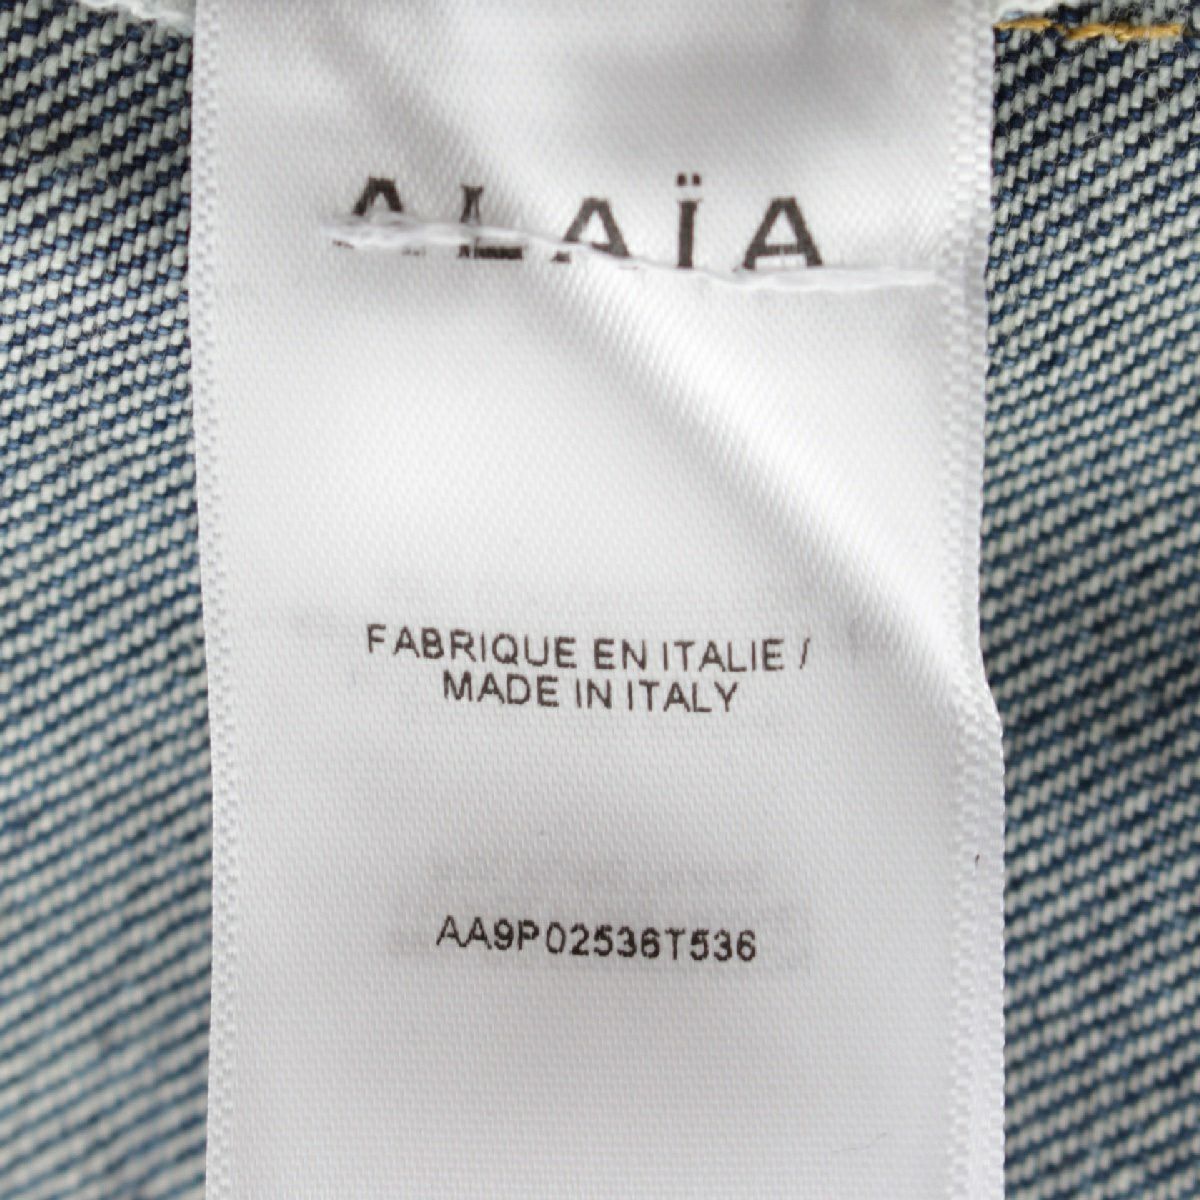 ALAÏA
FABRIQUE EN ITALIE /
MADE IN ITALY
AA9P02536T536